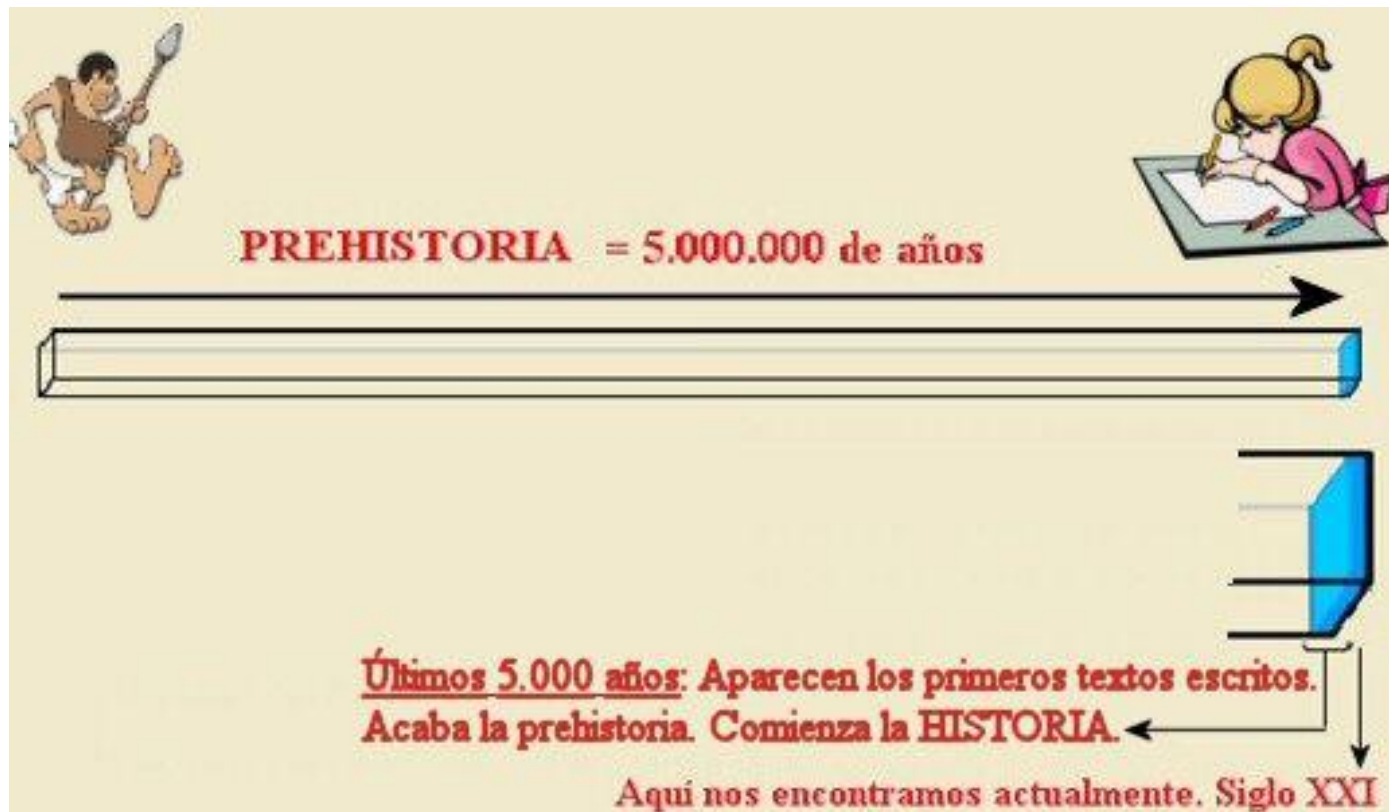 PREHISTORIA = 5.000.000 de años
Últimos 5.000 años: Aparecen los primeros textos escritos.
Acaba la prehistoria. Comienza la HISTORIA.
Aquí nos encontramos actualmente. Siglo XXI